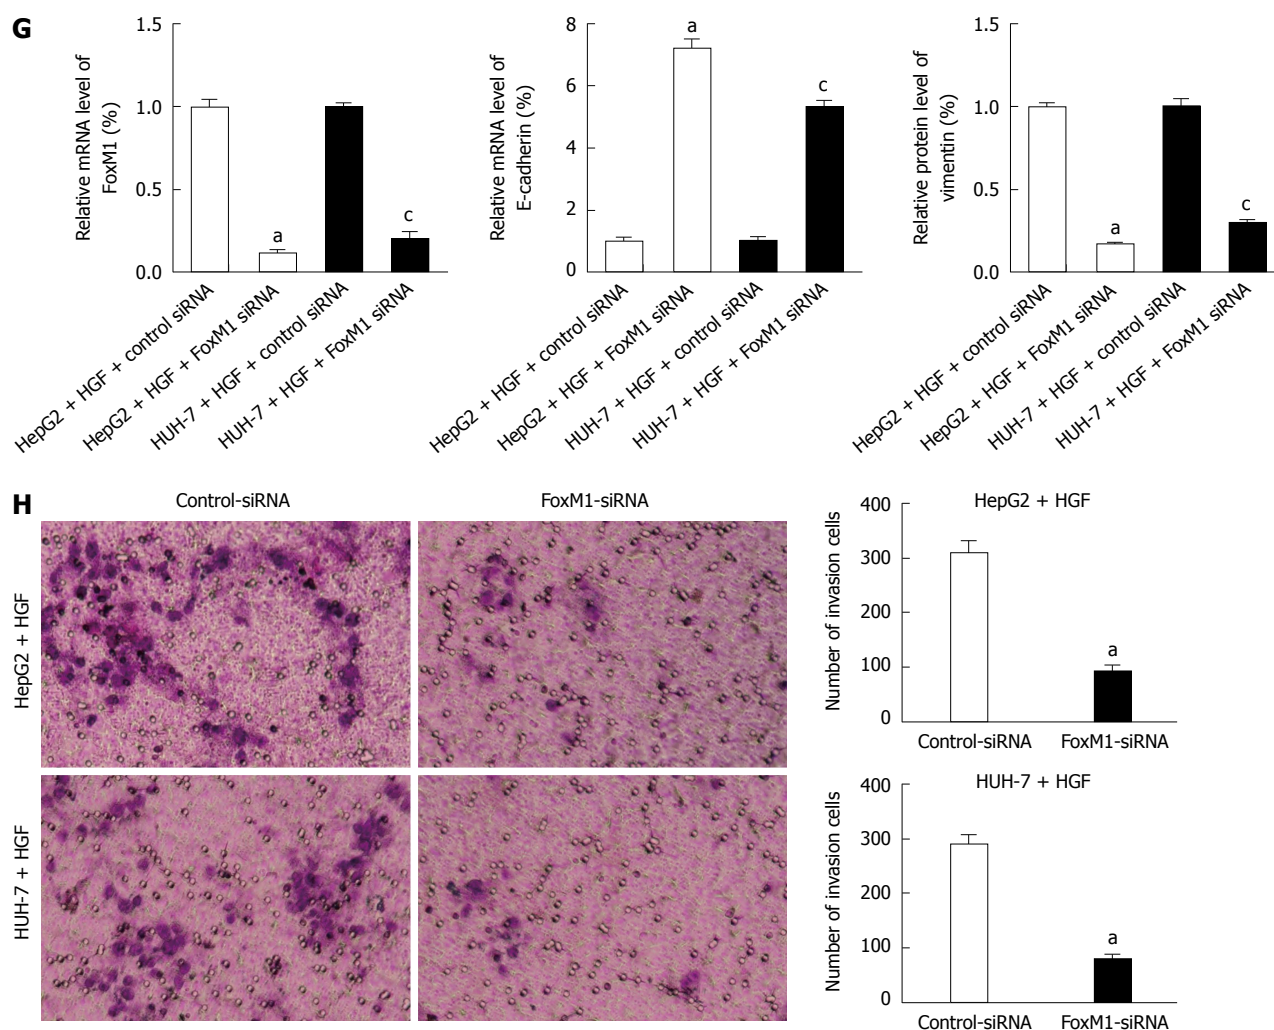 G
Relative mRNA level of
FoxM1 (%)
1.5
1.0
0.5
0.0
a
c
HepG2 + HGF + control siRNA
HepG2 + HGF + FoxM1 siRNA
HUH-7 + HGF + control siRNA
HUH-7 + HGF + FoxM1 siRNA
Relative mRNA level of
E-cadherin (%)
8
6
4
2
0
a
c
HepG2 + HGF + control siRNA
HepG2 + HGF + FoxM1 siRNA
HUH-7 + HGF + control siRNA
HUH-7 + HGF + FoxM1 siRNA
Relative protein level of
vimentin (%)
1.5
1.0
0.5
0.0
a
c
HepG2 + HGF + control siRNA
HepG2 + HGF + FoxM1 siRNA
HUH-7 + HGF + control siRNA
HUH-7 + HGF + FoxM1 siRNA
H
Control-siRNA
FoxM1-siRNA
HepG2 + HGF
HUH-7 + HGF
HepG2 + HGF
Number of invasion cells
400
300
200
100
0
a
Control-siRNA
FoxM1-siRNA
HUH-7 + HGF
Number of invasion cells
400
300
200
100
0
a
Control-siRNA
FoxM1-siRNA